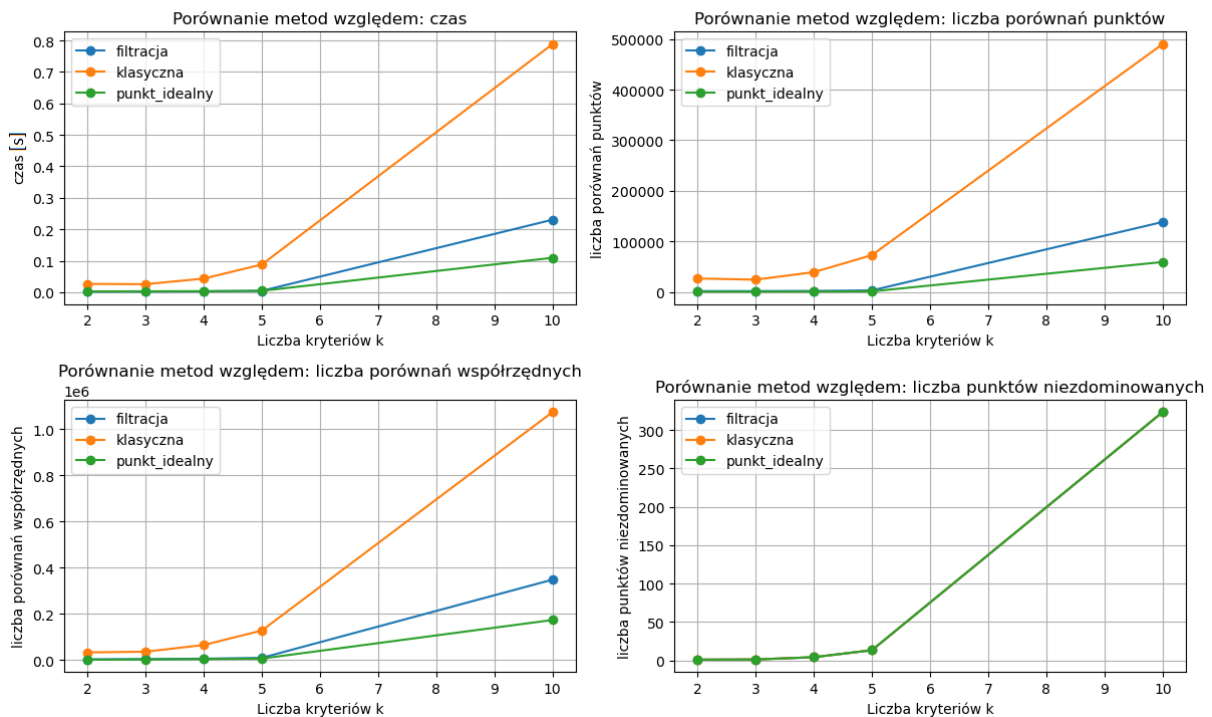 Porównanie metod względem: czas
czas [s]
0.8
0.7
0.6
0.5
0.4
0.3
0.2
0.1
0.0
filtracja
klasyczna
punkt_idealny
2 3 4 5 6 7 8 9 10
Liczba kryteriów k
Porównanie metod względem: liczba porównań punktów
liczba porównań punktów
500000
400000
300000
200000
100000
0
filtracja
klasyczna
punkt_idealny
2 3 4 5 6 7 8 9 10
Liczba kryteriów k
Porównanie metod względem: liczba porównań współrzędnych
1e6
liczba porównań współrzędnych
1.0
0.8
0.6
0.4
0.2
0.0
filtracja
klasyczna
punkt_idealny
2 3 4 5 6 7 8 9 10
Liczba kryteriów k
Porównanie metod względem: liczba punktów niezdominowanych
liczba punktów niezdominowanych
300
250
200
150
100
50
0
filtracja
klasyczna
punkt_idealny
2 3 4 5 6 7 8 9 10
Liczba kryteriów k